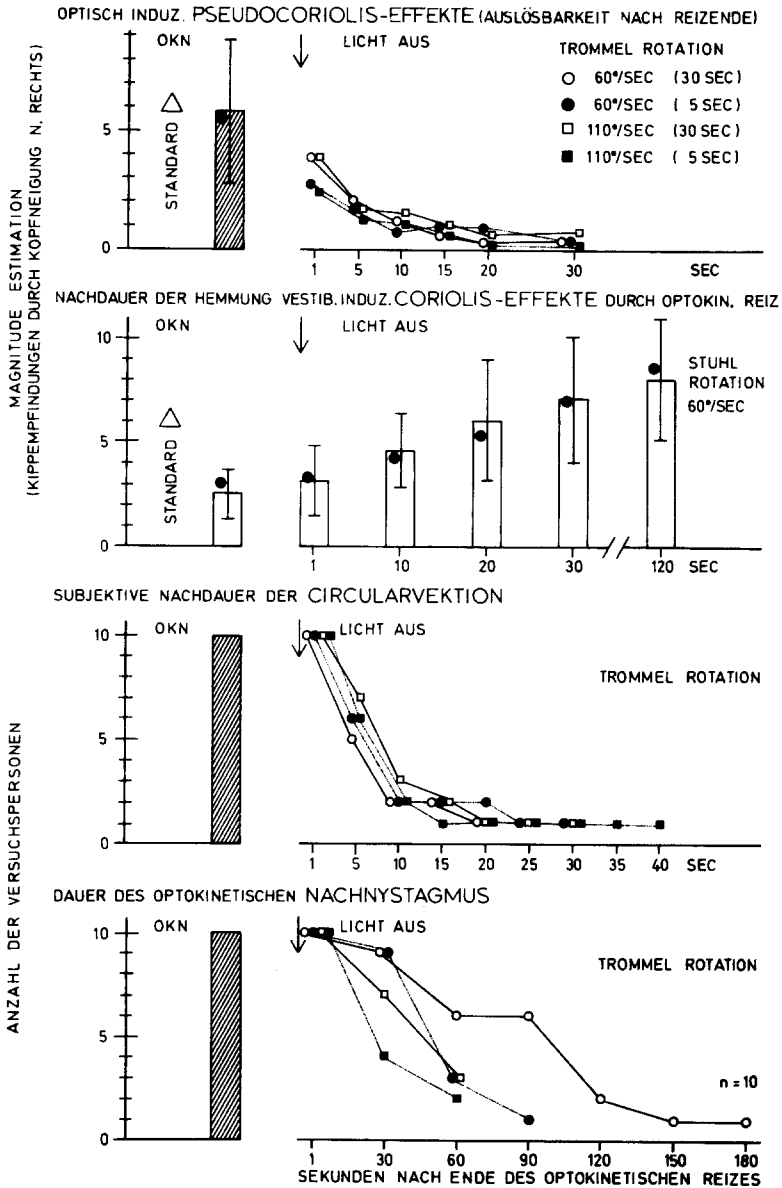 OPTISCH INDUZ. PSEUDOCORIOLIS-EFFEKTE (AUSLÖSBARKEIT NACH REIZENDE)
OKN
LICHT AUS
TROMMEL ROTATION
60°/SEC (30 SEC)
60°/SEC ( 5 SEC)
110°/SEC (30 SEC)
110°/SEC ( 5 SEC)
STANDARD
5
0
1 5 10 15 20 30 SEC
MAGNITUDE ESTIMATION
(KIPPEMPFINDUNGEN DURCH KOPFNEIGUNG N. RECHTS)
NACHDAUER DER HEMMUNG VESTIB. INDUZ. CORIOLIS-EFFEKTE DURCH OPTOKIN. REIZ
OKN
LICHT AUS
10
5
0
STANDARD
STUHL
ROTATION
60°/SEC
1 10 20 30 120 SEC
SUBJEKTIVE NACHDAUER DER CIRCULARVEKTION
OKN
LICHT AUS
TROMMEL ROTATION
10
5
0
1 5 10 15 20 25 30 35 40 SEC
ANZAHL DER VERSUCHSPERSONEN
DAUER DES OPTOKINETISCHEN NACHNYSTAGMUS
OKN
LICHT AUS
TROMMEL ROTATION
10
5
0
n = 10
1 30 60 90 120 150 180
SEKUNDEN NACH ENDE DES OPTOKINETISCHEN REIZES